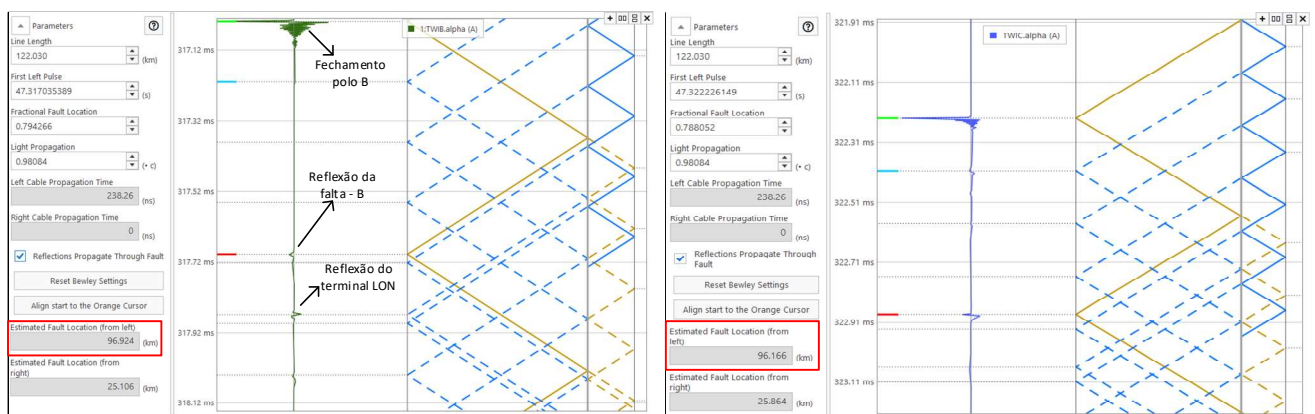 Parameters
Line Length
122.030
(km)
First Left Pulse
47.317035389
(s)
Fractional Fault Location
0.794266
Light Propagation
0.98084
(• c)
Left Cable Propagation Time
238.26
(ns)
Right Cable Propagation Time
0
(ns)
Reflections Propagate Through Fault
Reset Bewley Settings
Align start to the Orange Cursor
Estimated Fault Location (from left)
96.924
(km)
Estimated Fault Location (from
right)
25.106
(km)
1:TWIB.alpha (A)
317.12 ms
317.32 ms
317.52 ms
317.72 ms
317.92 ms
318.12 ms
Fechamento
polo B
Reflexão da
falta - B
Reflexão do
terminal LON
Parameters
Line Length
122.030
(km)
First Left Pulse
47.322226149
(s)
Fractional Fault Location
0.788052
Light Propagation
0.98084
(• c)
Left Cable Propagation Time
238.26
(ns)
Right Cable Propagation Time
0
(ns)
Reflections Propagate Through
Fault
Reset Bewley Settings
Align start to the Orange Cursor
Estimated Fault Location (from
left)
96.166
(km)
Estimated Fault Location (from
right)
25.864
(km)
TWIC.alpha (A)
321.91 ms
322.11 ms
322.31 ms
322.51 ms
322.71 ms
322.91 ms
323.11 ms